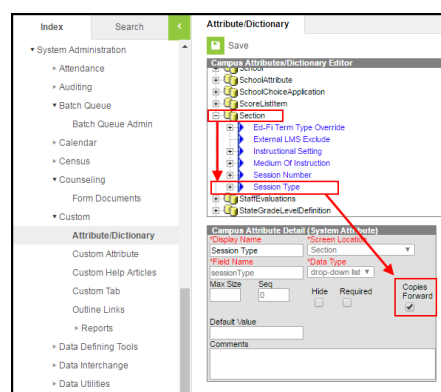 Index
Search
System Administration
Attendance
Auditing
Batch Queue
Batch Queue Admin
Calendar
Census
Counseling
Form Documents
Custom
Attribute/Dictionary
Custom Attribute
Custom Help Articles
Custom Tab
Outline Links
Reports
Data Defining Tools
Data Interchange
Data Utilities
Attribute/Dictionary
Save
Campus Attributes/Dictionary Editor
School
SchoolAttribute
SchoolChoiceApplication
ScoreListItem
Section
Ed-Fi Term Type Override
External LMS Exclude
Instructional Setting
Medium Of Instruction
Session Number
Session Type
StaffEvaluations
StateGradeLevelDefinition
Campus Attribute Detail (System Attribute)
*Display Name *Screen Location
Session Type Section
*Field Name *Data Type
sessionType drop-down list
Max Size Seq Hide Required Copies Forward
0
Default Value
Comments